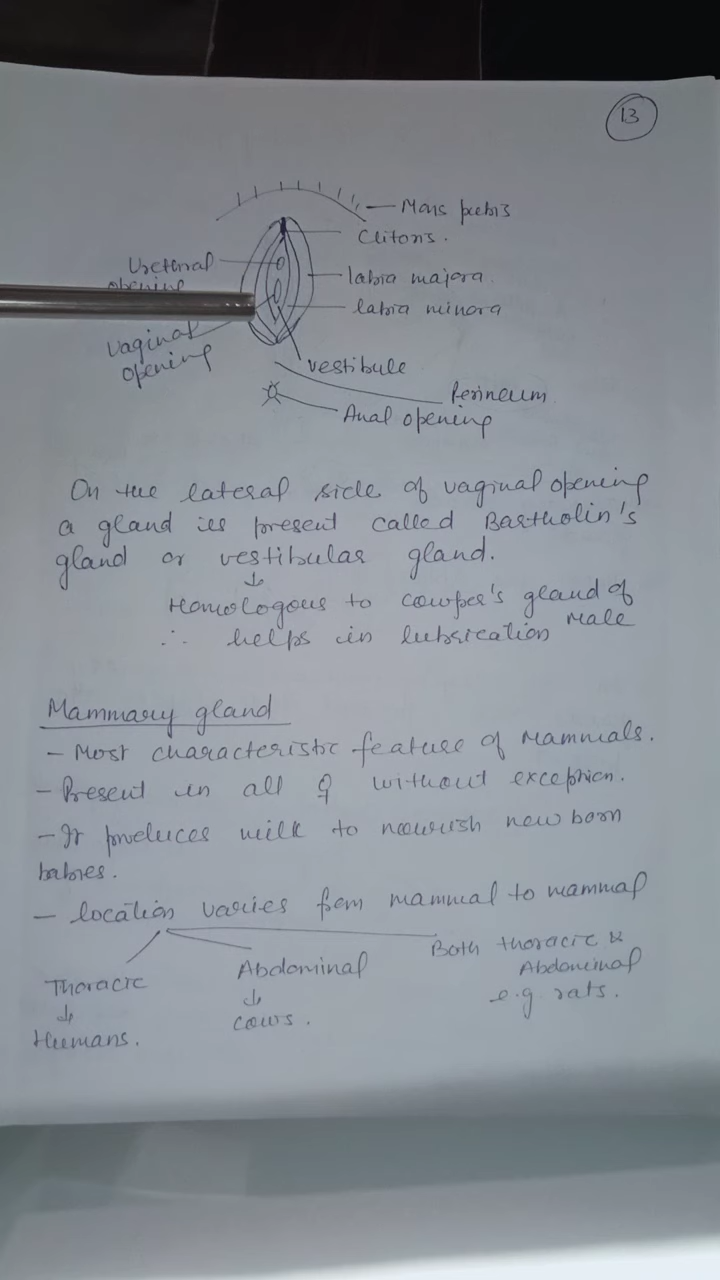 13
Mons pubis
Clitoris.
Urethral
opening
labia majora
labia minora
vaginal
opening
vestibule
Perineum
Anal opening
On the lateral side of vaginal opening
a gland is present called Bartholin's
gland or vestibular gland.
↓
Homologous to cowper's gland of
Male
∴ helps in lubrication
Mammary gland
- Most characteristic feature of Mammals.
- Present in all ♀ without exception.
- It produces milk to nourish new born
babies.
- location varies from mammal to mammal
Thoracic
↓
Humans.
Abdominal
↓
cows.
Both thoracic &
Abdominal
e.g rats.